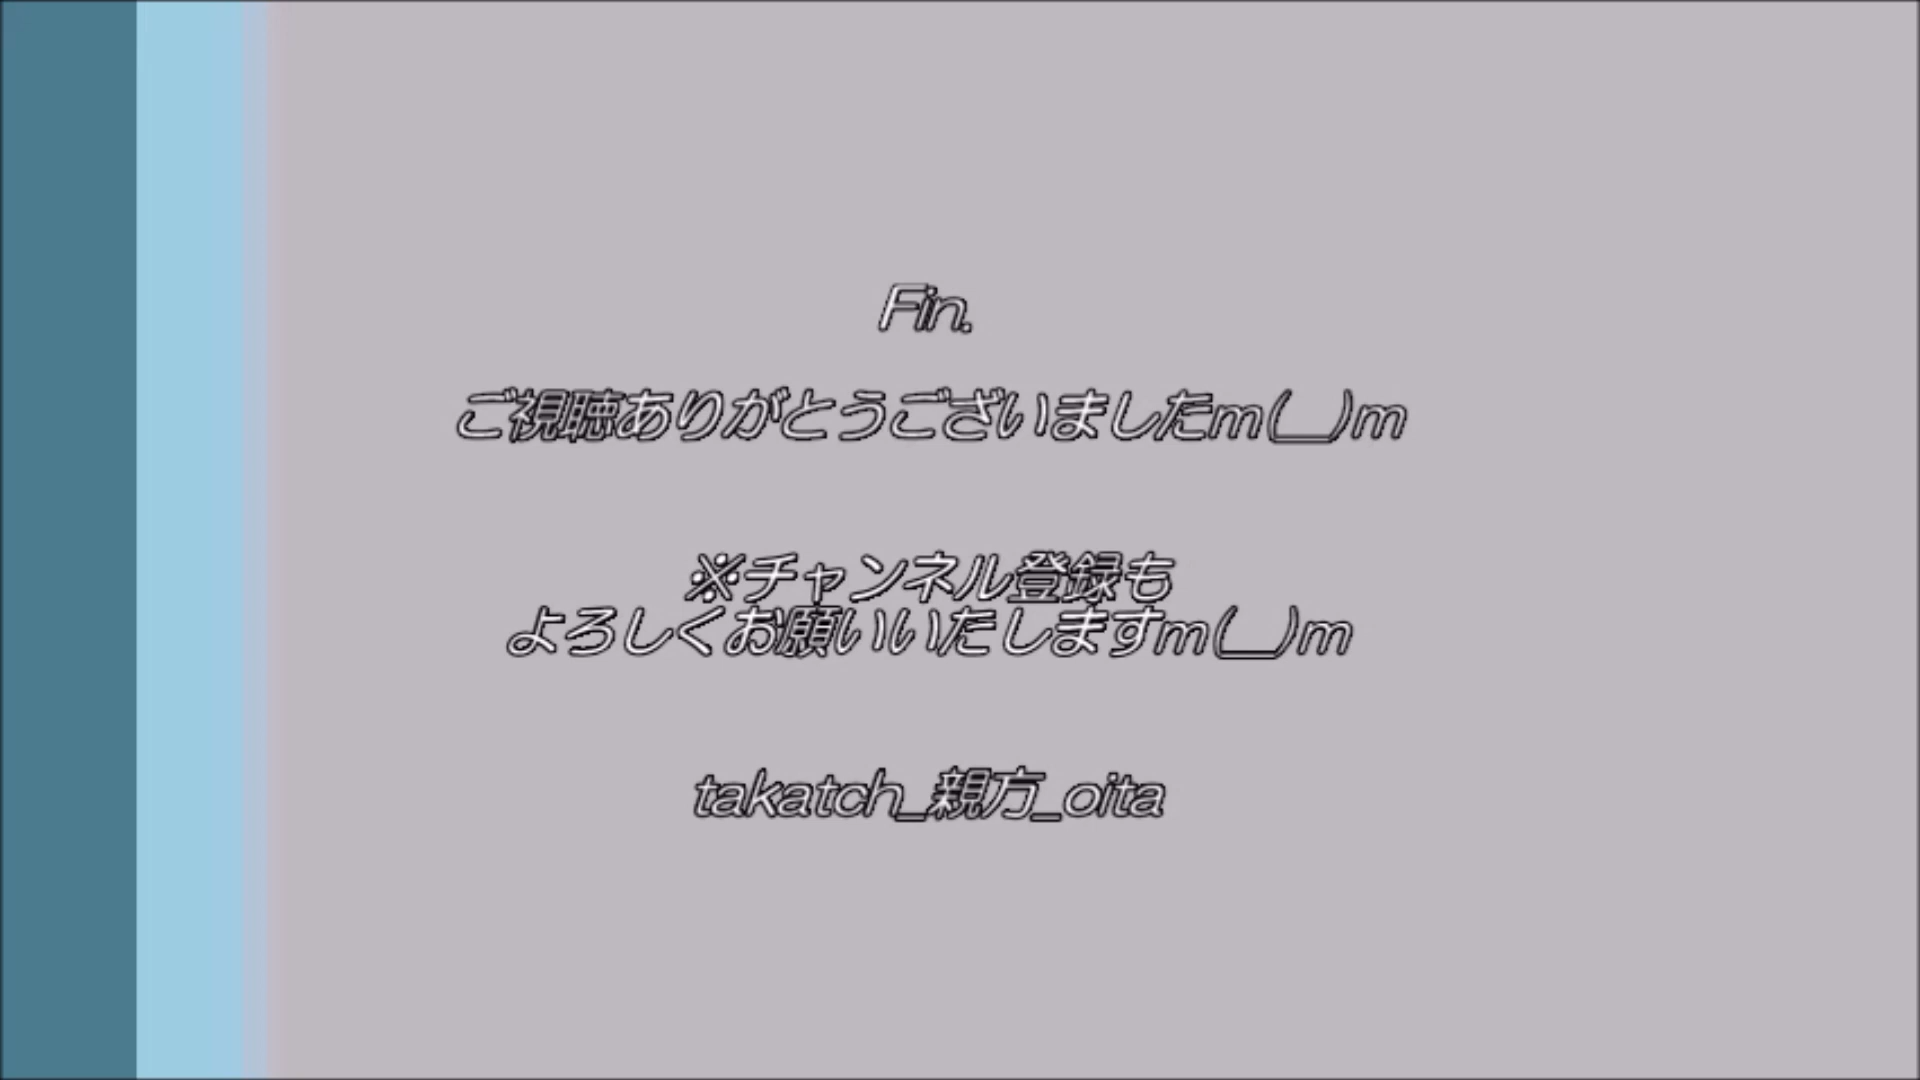 Fin.
ご視聴ありがとうございましたm(__)m
※チャンネル登録も
よろしくお願いいたしますm(__)m
takatch_親方_oita